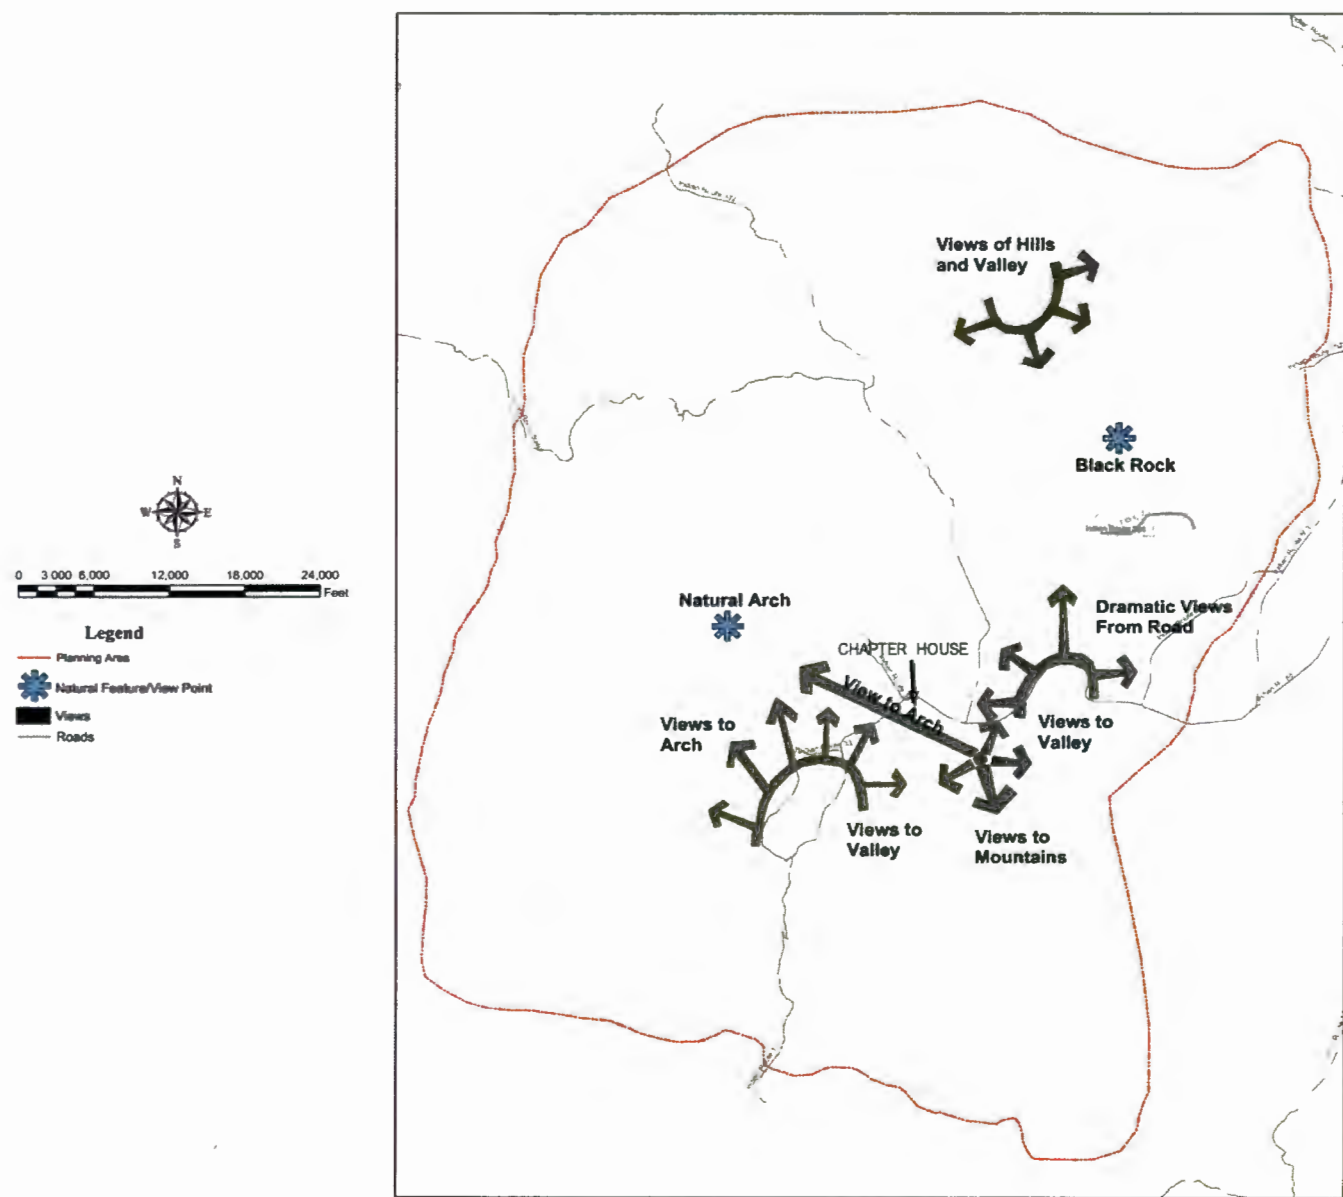 Views of Hills
and Valley
Black Rock
N
W
E
S
0 3 000 6,000 12,000 18,000 24,000
Feet
Natural Arch
Dramatic Views
From Road
Legend
Planning Area
Natural Feature/View Point
Views
Roads
CHAPTER HOUSE
View to Arch
Views to
Arch
Views to
Valley
Views to
Valley
Views to
Mountains